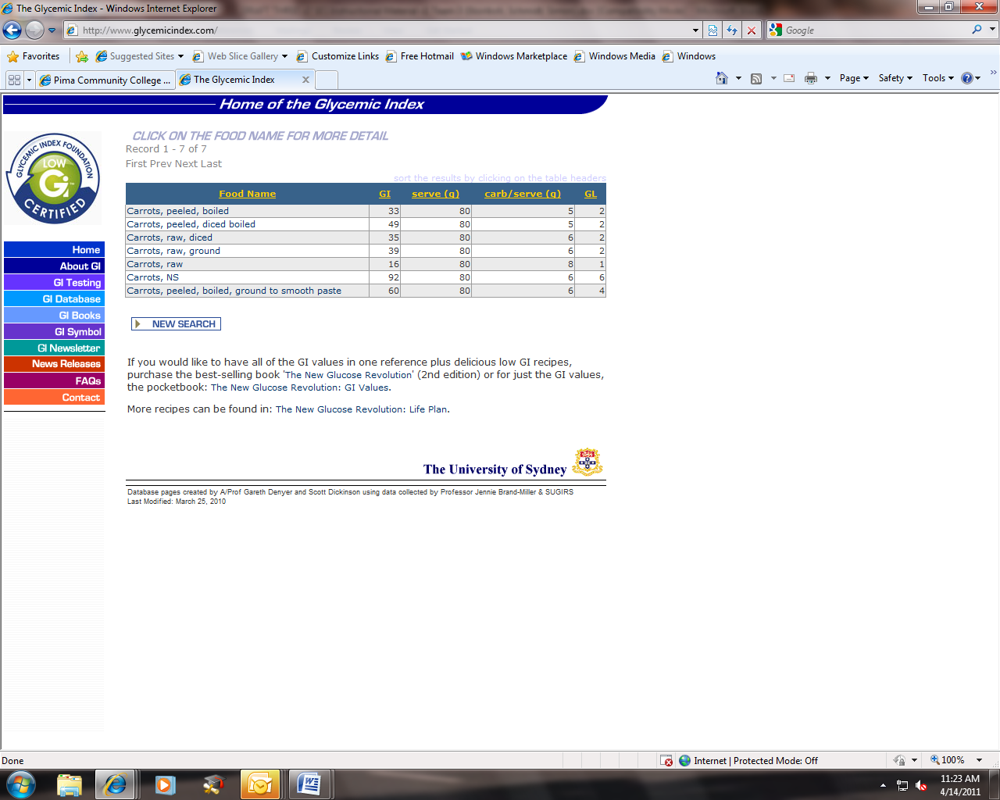 The Glycemic Index - Windows Internet Explorer
http://www.glycemicindex.com/
Google
Favorites Suggested Sites Web Slice Gallery Customize Links Free Hotmail Windows Marketplace Windows Media Windows
Pima Community College ... The Glycemic Index X Page Safety Tools
Home of the Glycemic Index
GLYCEMIC INDEX FOUNDATION
LOW
Gi
TM
CERTIFIED
CLICK ON THE FOOD NAME FOR MORE DETAIL
Record 1 - 7 of 7
First Prev Next Last
sort the results by clicking on the table headers
Food Name GI serve (g) carb/serve (g) GL
Carrots, peeled, boiled 33 80 5 2
Carrots, peeled, diced boiled 49 80 5 2
Carrots, raw, diced 35 80 6 2
Carrots, raw, ground 39 80 6 2
Carrots, raw 16 80 8 1
Carrots, NS 92 80 6 6
Carrots, peeled, boiled, ground to smooth paste 60 80 6 4
Home
About GI
GI Testing
GI Database
GI Books
GI Symbol
GI Newsletter
News Releases
FAQs
Contact
NEW SEARCH
If you would like to have all of the GI values in one reference plus delicious low GI recipes,
purchase the best-selling book 'The New Glucose Revolution' (2nd edition) or for just the GI values,
the pocketbook: The New Glucose Revolution: GI Values.
More recipes can be found in: The New Glucose Revolution: Life Plan.
The University of Sydney
Database pages created by A/Prof Gareth Denyer and Scott Dickinson using data collected by Professor Jennie Brand-Miller & SUGIRS
Last Modified: March 25, 2010
Done Internet | Protected Mode: Off 100%
11:23 AM
4/14/2011